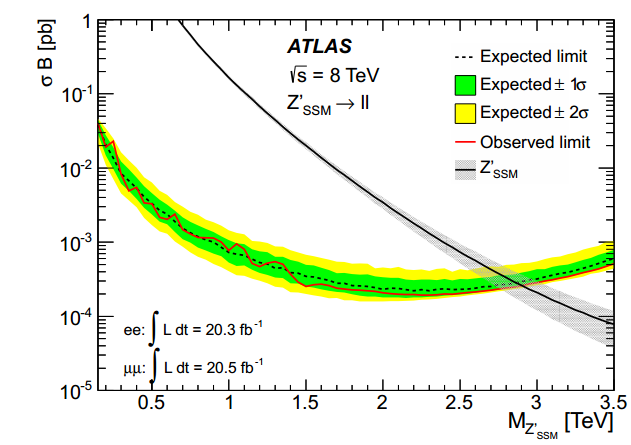 σ B [pb]
1
10⁻¹
10⁻²
10⁻³
10⁻⁴
10⁻⁵
ATLAS
√s = 8 TeV
Z'SSM → ll
Expected limit
Expected ± 1σ
Expected ± 2σ
Observed limit
Z'SSM
ee: ∫ L dt = 20.3 fb⁻¹
μμ: ∫ L dt = 20.5 fb⁻¹
0.5 1 1.5 2 2.5 3 3.5
M_Z'SSM [TeV]